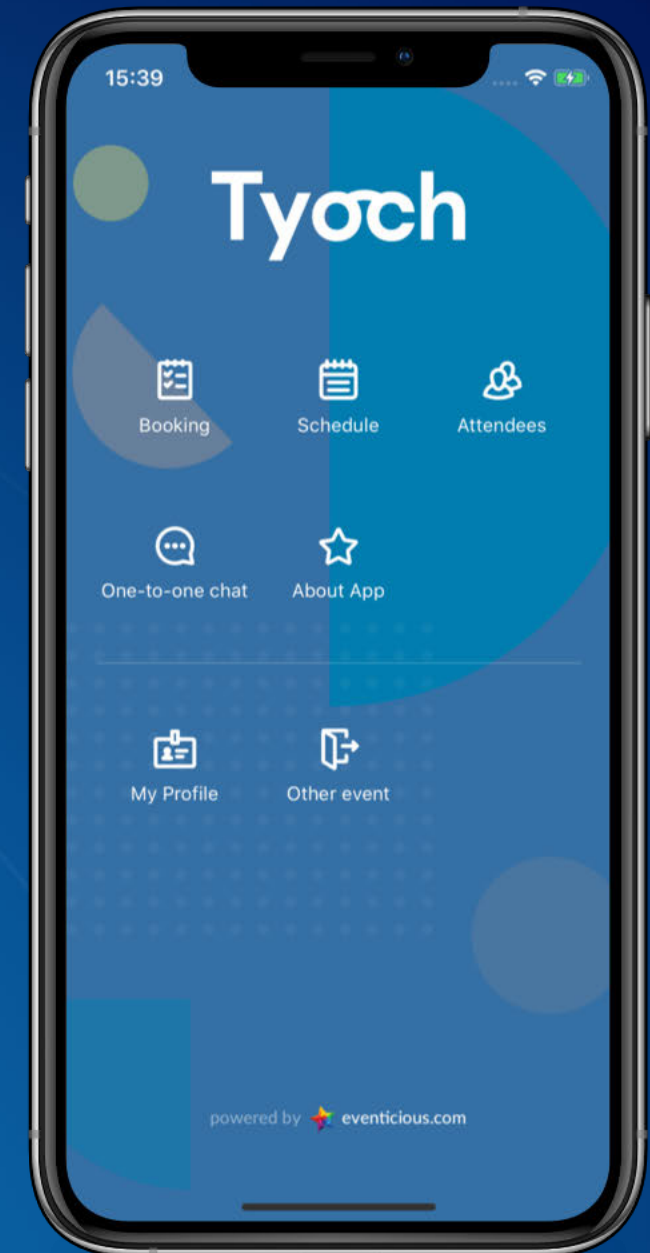 15:39
Tyoch
Booking Schedule Attendees
One-to-one chat About App
My Profile Other event
powered by eventicious.com